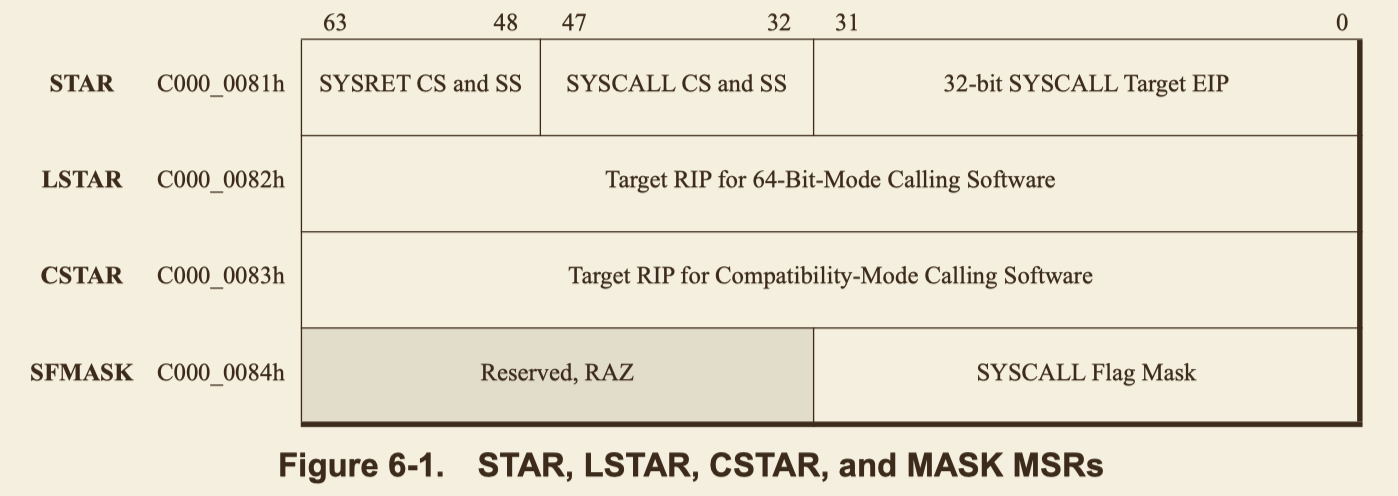 63 48 47 32 31 0
STAR C000_0081h SYSRET CS and SS SYSCALL CS and SS 32-bit SYSCALL Target EIP
LSTAR C000_0082h Target RIP for 64-Bit-Mode Calling Software
CSTAR C000_0083h Target RIP for Compatibility-Mode Calling Software
SFMASK C000_0084h Reserved, RAZ SYSCALL Flag Mask
Figure 6-1. STAR, LSTAR, CSTAR, and MASK MSRs